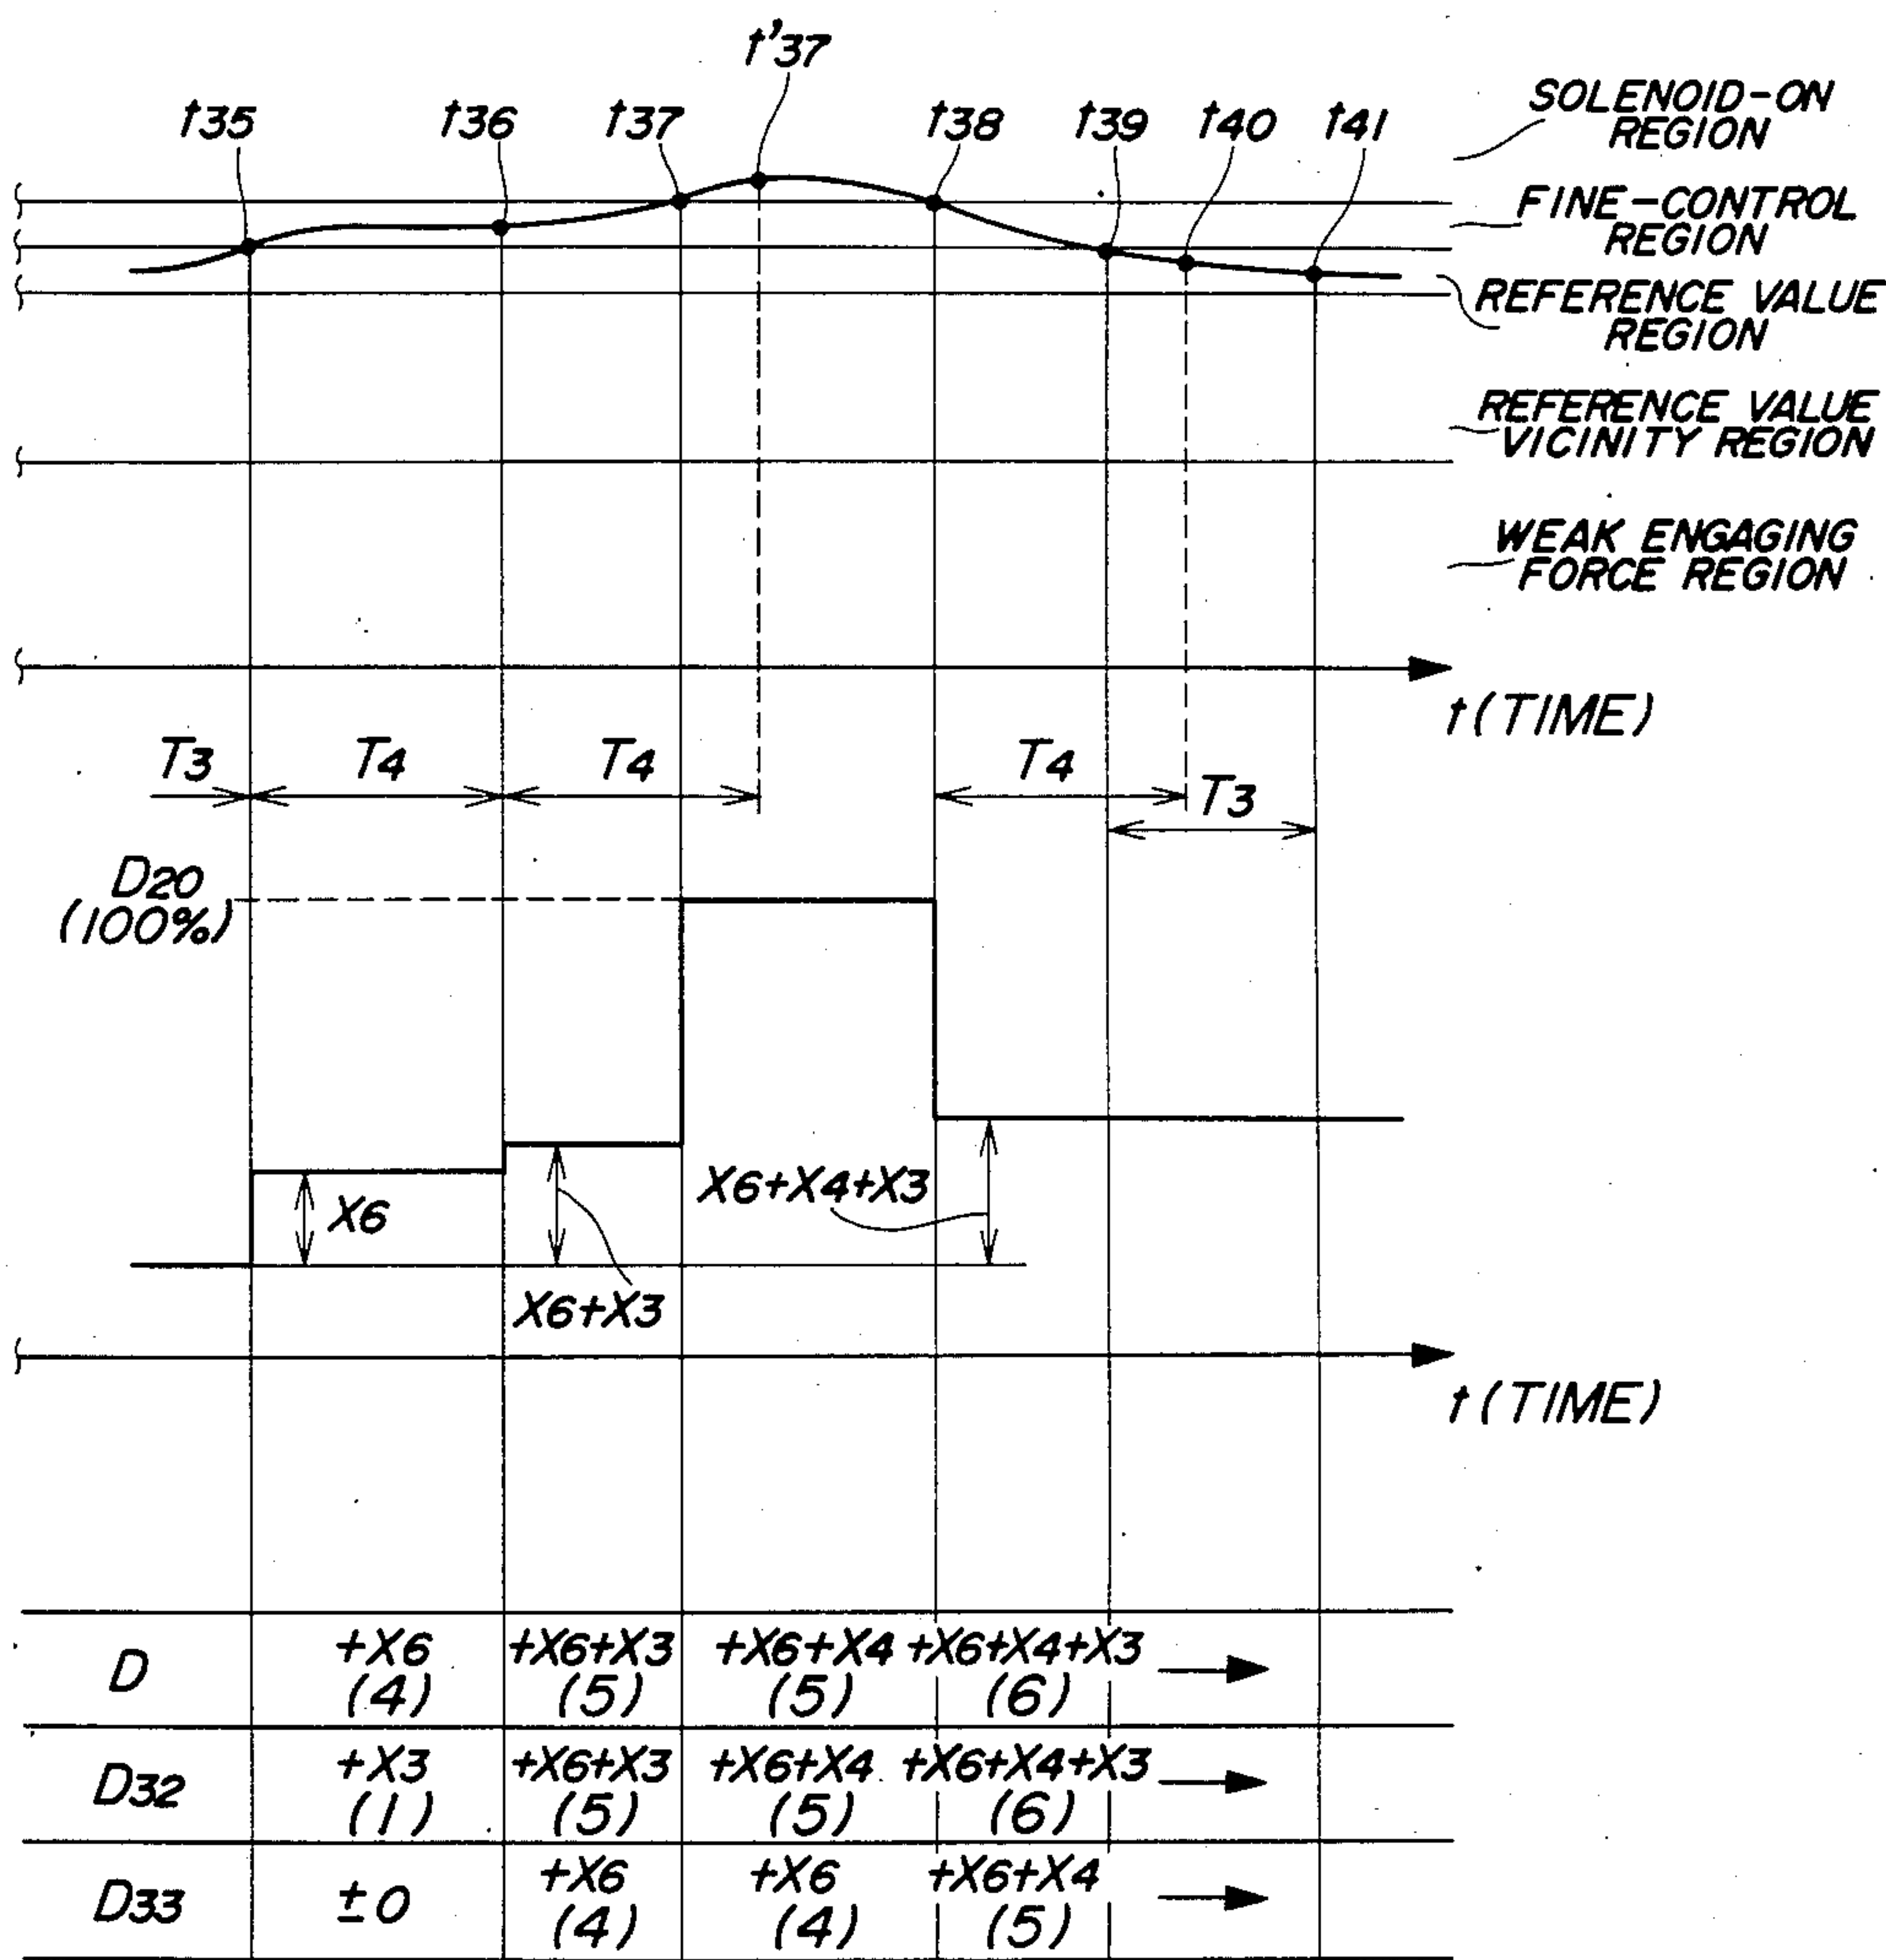 t'37
t35
t36
t37
t38
t39
t40
t41
SOLENOID-ON
REGION
FINE-CONTROL
REGION
REFERENCE VALUE
REGION
REFERENCE VALUE
VICINITY REGION
WEAK ENGAGING
FORCE REGION
t(TIME)
T3
T4
T4
T4
T3
D20
(100%)
X6
X6+X3
X6+X4+X3
t(TIME)
D
+X6
(4)
+X6+X3
(5)
+X6+X4
(5)
+X6+X4+X3
(6)
D32
+X3
(1)
+X6+X3
(5)
+X6+X4
(5)
+X6+X4+X3
(6)
D33
±0
+X6
(4)
+X6
(4)
+X6+X4
(5)